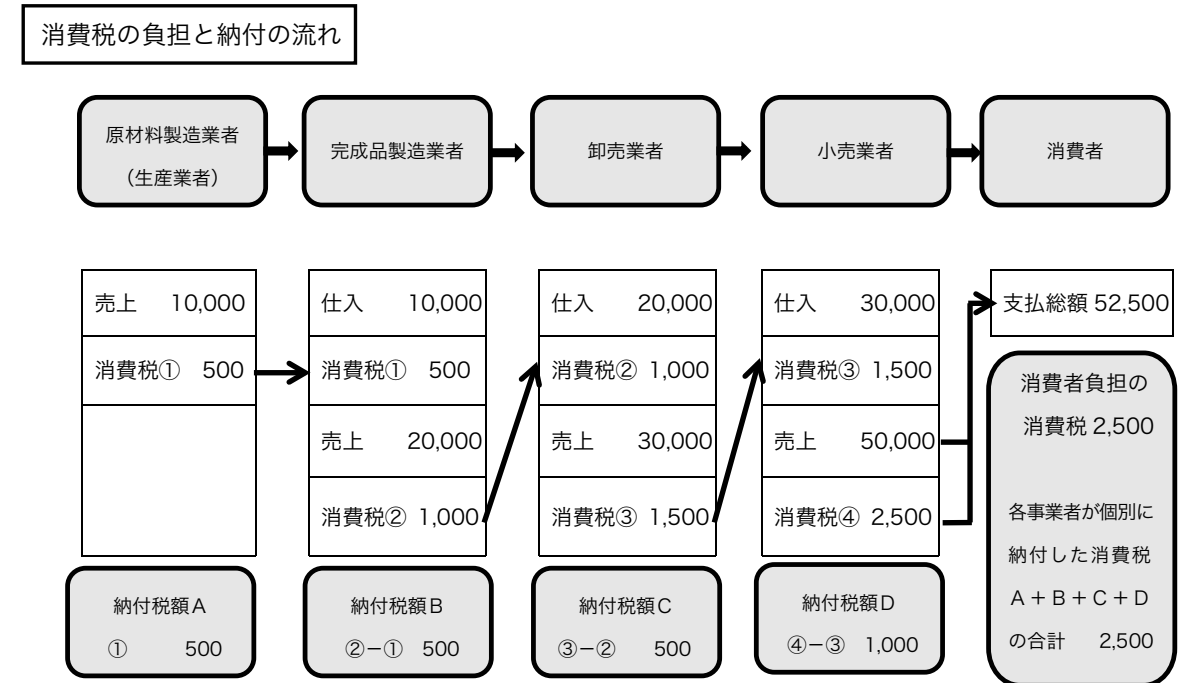 消費税の負担と納付の流れ
原材料製造業者
（生産業者）
完成品製造業者
卸売業者
小売業者
消費者
売上 10,000
消費税① 500
仕入 10,000
消費税① 500
売上 20,000
消費税② 1,000
仕入 20,000
消費税② 1,000
売上 30,000
消費税③ 1,500
仕入 30,000
消費税③ 1,500
売上 50,000
消費税④ 2,500
支払総額 52,500
消費者負担の
消費税 2,500
各事業者が個別に
納付した消費税
A＋B＋C＋D
の合計 2,500
納付税額A
① 500
納付税額B
②－① 500
納付税額C
③－② 500
納付税額D
④－③ 1,000